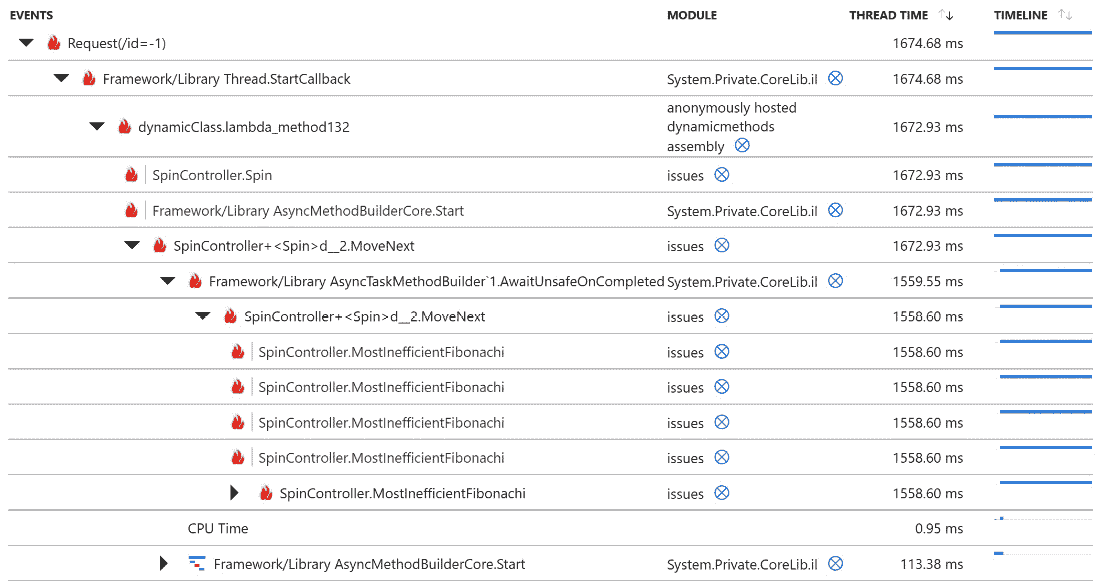 EVENTS MODULE THREAD TIME TIMELINE
Request(/id=-1) 1674.68 ms
Framework/Library Thread.StartCallback System.Private.CoreLib.il 1674.68 ms
dynamicClass.lambda_method132 anonymously hosted dynamicmethods assembly 1672.93 ms
SpinController.Spin issues 1672.93 ms
Framework/Library AsyncMethodBuilderCore.Start System.Private.CoreLib.il 1672.93 ms
SpinController+<Spin>d__2.MoveNext issues 1672.93 ms
Framework/Library AsyncTaskMethodBuilder`1.AwaitUnsafeOnCompleted System.Private.CoreLib.il 1559.55 ms
SpinController+<Spin>d__2.MoveNext issues 1558.60 ms
SpinController.MostInefficientFibonachi issues 1558.60 ms
SpinController.MostInefficientFibonachi issues 1558.60 ms
SpinController.MostInefficientFibonachi issues 1558.60 ms
SpinController.MostInefficientFibonachi issues 1558.60 ms
SpinController.MostInefficientFibonachi issues 1558.60 ms
CPU Time 0.95 ms
Framework/Library AsyncMethodBuilderCore.Start System.Private.CoreLib.il 113.38 ms